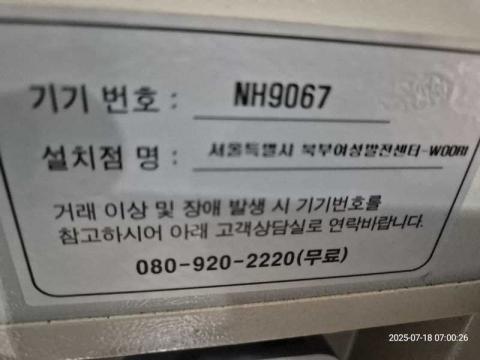 기기 번호 : NH9067
설치점 명 : 서울특별시 북부여성발전센터-WOORI
거래 이상 및 장애 발생 시 기기번호를
참고하시어 아래 고객상담실로 연락바랍니다.
080-920-2220(무료)
2025-07-18 07:00:26